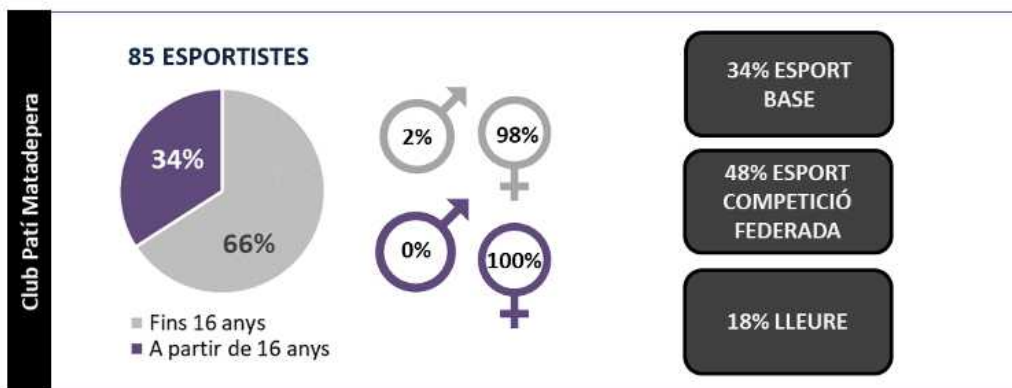 Club Patí Matadepera
85 ESPORTISTES
34%
66%
Fins 16 anys
A partir de 16 anys
2%
98%
0%
100%
34% ESPORT
BASE
48% ESPORT
COMPETICIÓ
FEDERADA
18% LLEURE